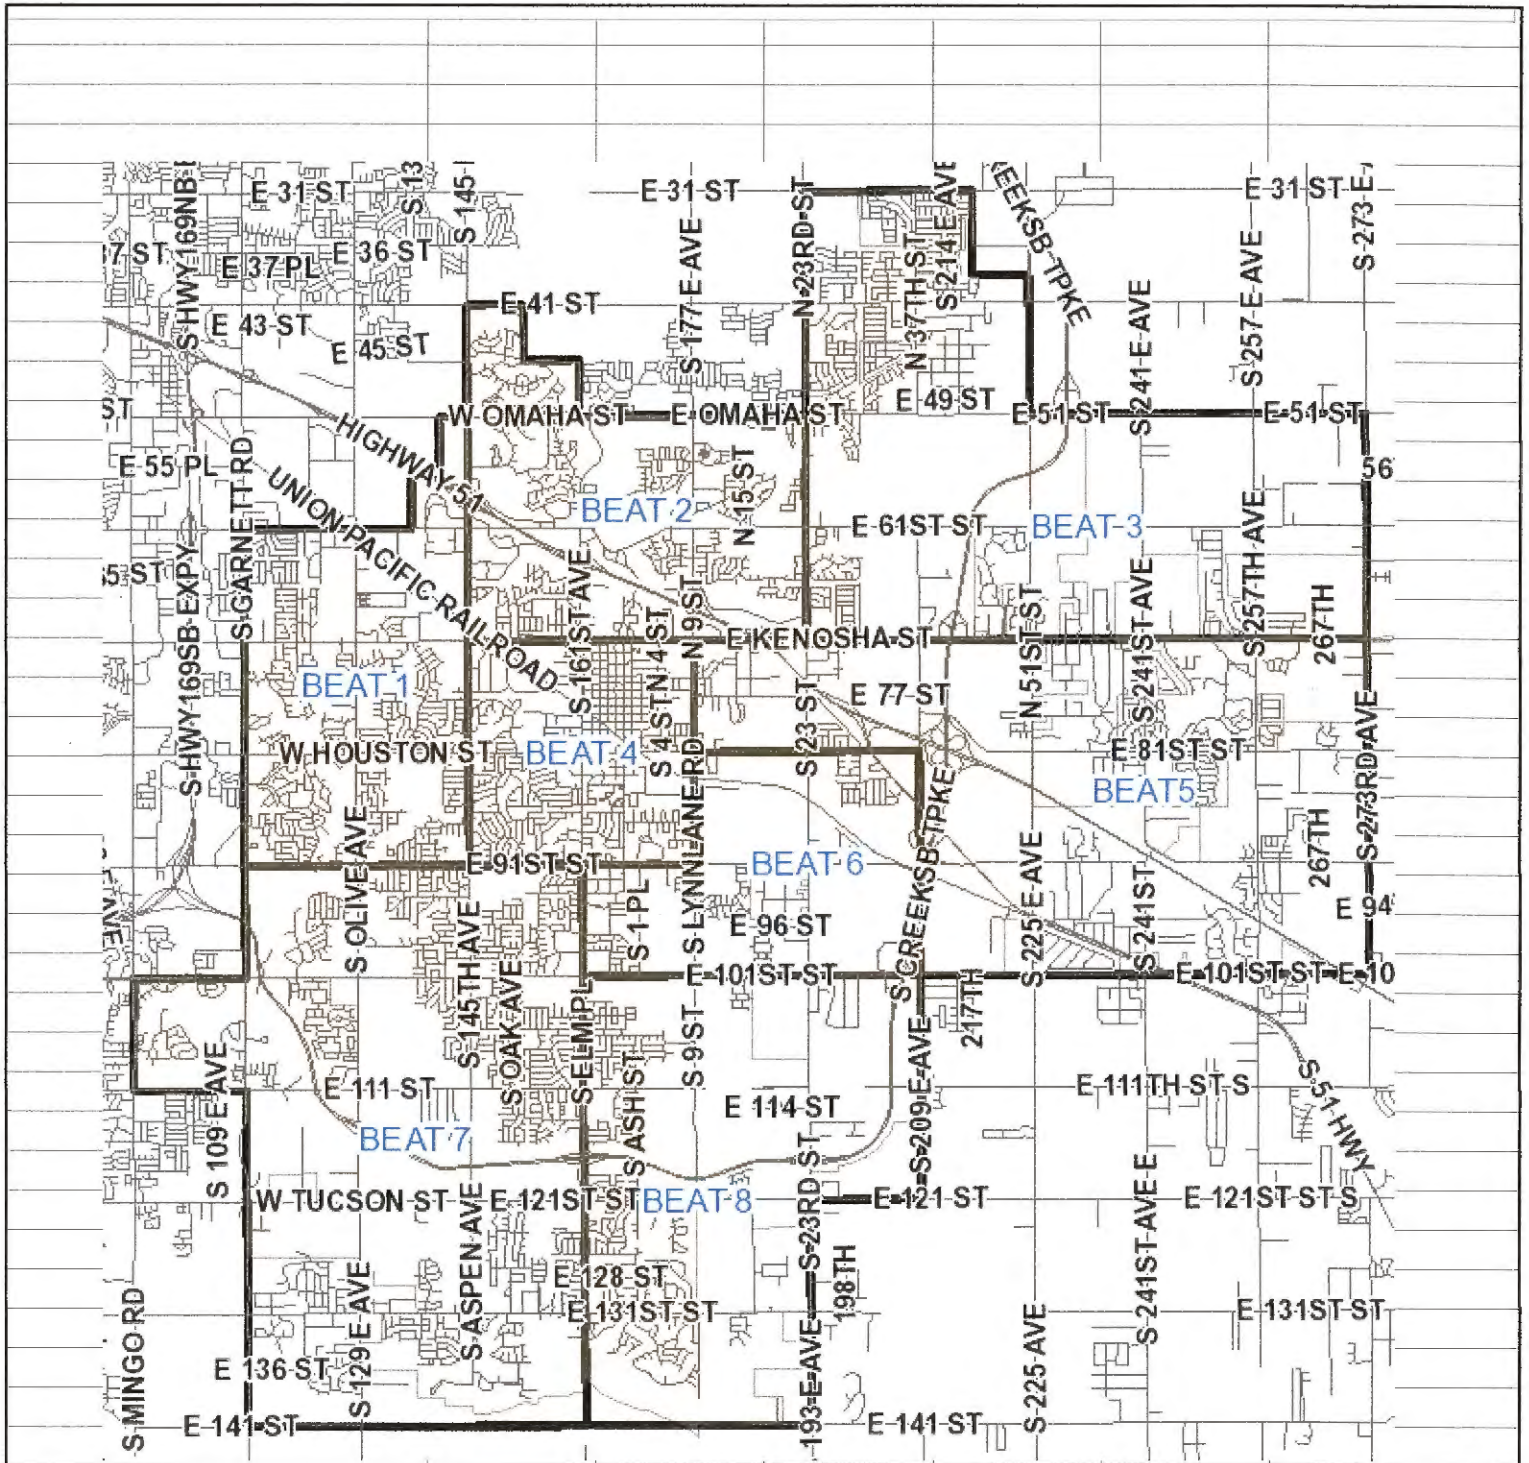 S-HWY 169NB-E
E-31-ST
S-13
S-145-I
E-31-ST
N-23RD-ST
S-214-E-AVE
EEKSB-TPKE
E-31-ST
S-273-E-A
37-ST
E-37-PL
E-36-ST
S-177-E-AVE
N-37TH-ST
S-257-E-AVE
E-43-ST
E-45-ST
E-41-ST
S-241-E-AVE
ST
W-OMAHA-ST
E-OMAHA-ST
E-49-ST
E-51-ST
E-51-ST
E-55-PL
S-GARNETT-RD
HIGHWAY-51
UNION-PACIFIC-RAILROAD
BEAT 2
N-15-ST
E-61ST-ST
BEAT-3
56
55-ST
S-HWY-169SB-EXPY
S-161ST-AVE
N-9-ST
N-51ST-ST
S-241ST-AVE
S-257TH-AVE
267TH
E-KENOSHA-ST
BEAT 1
S-4-ST
N-4-ST
S-23-ST
E 77-ST
S-273RD-AVE
W-HOUSTON-ST
BEAT-4
S-LYNNLANE-RD
E-81ST-ST
BEAT5
S-OLIVE-AVE
E-91ST-ST
BEAT-6
S-CREEKSB-TPKE
S-225-E-AVE
S-241ST
267TH
E-94
E-AVE
S-145TH-AVE
S-1-PL
E-96-ST
S-OAK-AVE
S-ELM-PL
E-101ST-ST
217TH
E-101ST-ST
E-10
S 109-E-AVE
E-111-ST
S-ASH-ST
S-9-ST
E 114-ST
S-209-E-AVE
E-111TH-ST S
S-51-HWY
BEAT-7
W-TUCSON-ST
E-121ST-ST
BEAT-8
S-23RD-ST
E-121-ST
E-121ST-ST-S
S-MINGO-RD
S-129-E-AVE
S-ASPEN-AVE
E-128-ST
E-131ST-ST
193-E-AVE
198-TH
S-225-AVE
S-241ST-AVE-E
E-131ST-ST
E 136-ST
E-141-ST
E-141-ST